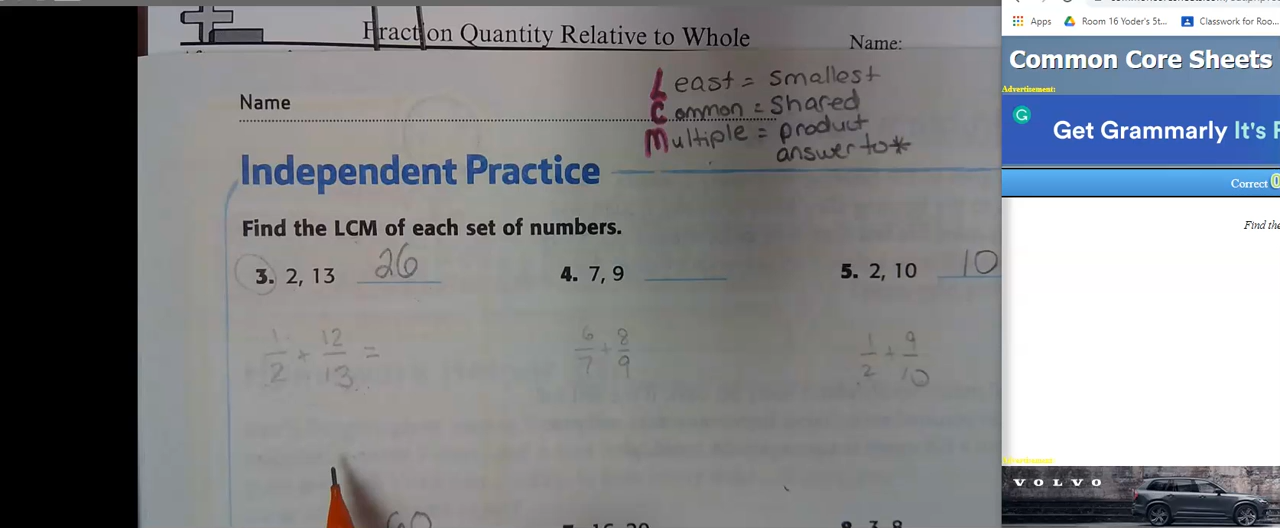 Fraction Quantity Relative to Whole
Name:
Least = smallest
Common = shared
Multiple = product
answer to *
Name
Independent Practice
Find the LCM of each set of numbers.
3. 2, 13 26
4. 7, 9
5. 2, 10 10
1/2 + 12/13 =
6/7 + 8/9
1/2 + 9/10
60
Apps
Room 16 Yoder's 5t...
Classwork for Roo...
Common Core Sheets
Advertisement:
Get Grammarly It's
Correct
Find the
VOLVO